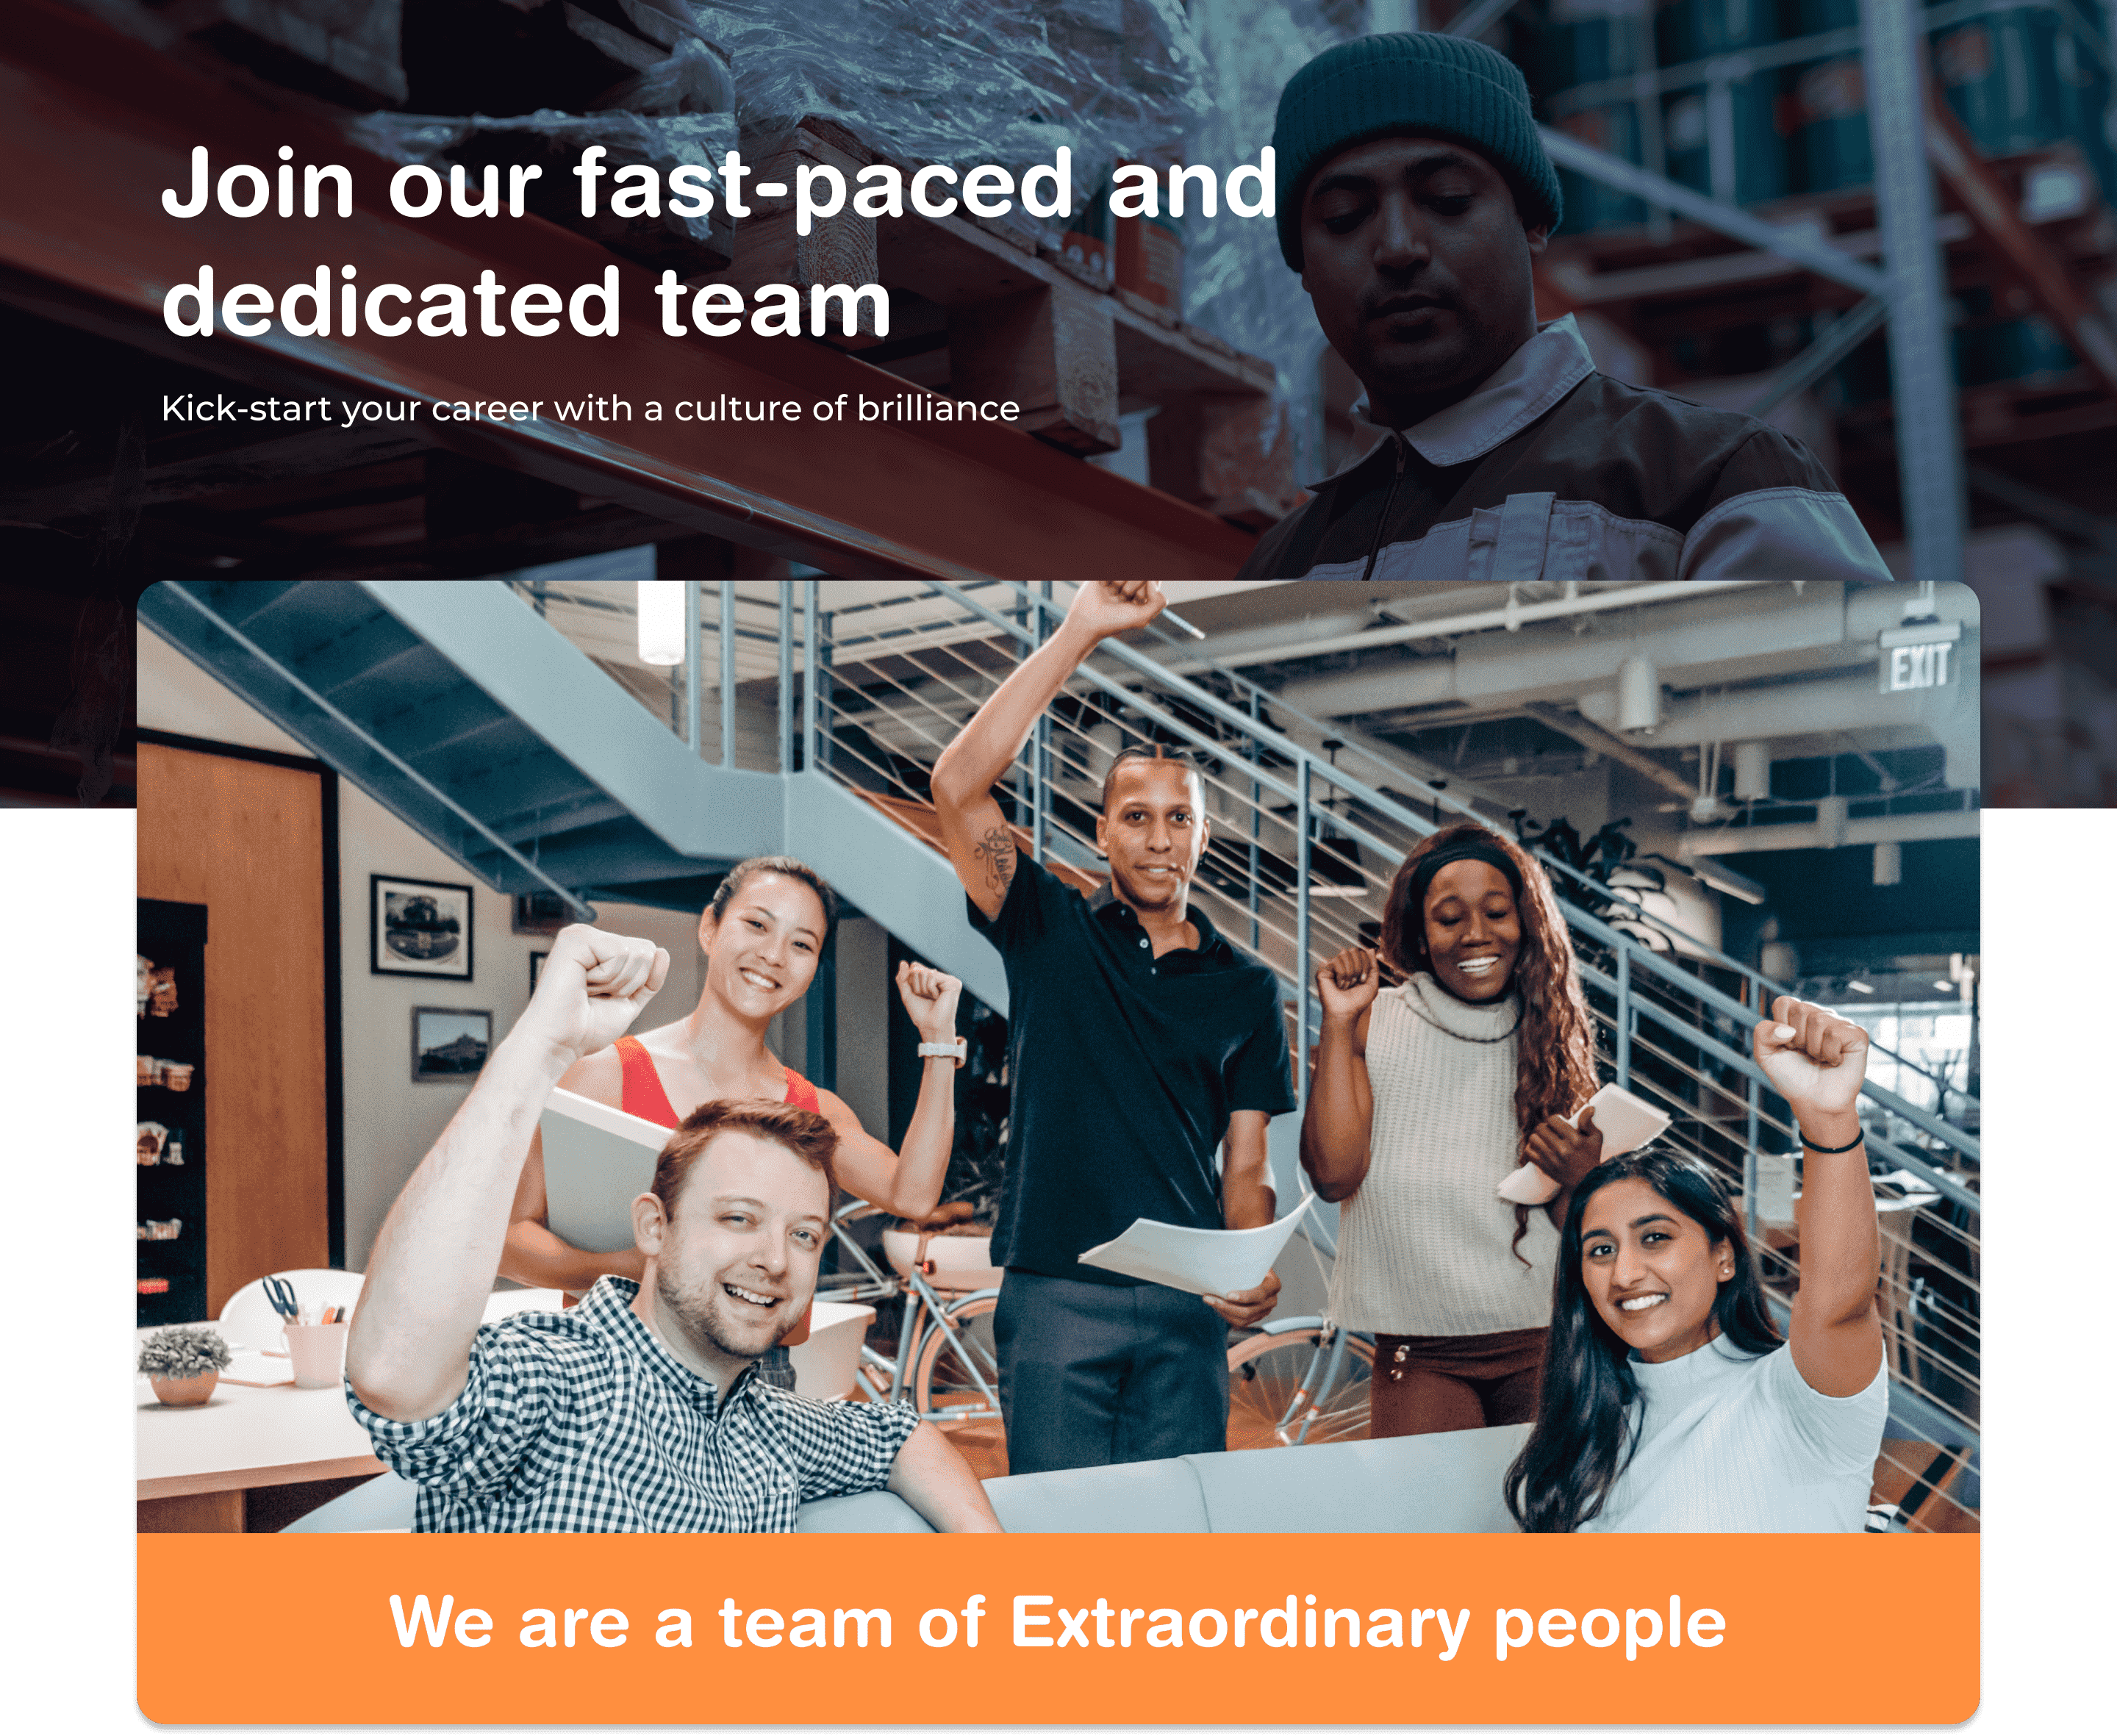 Join our fast-paced and
dedicated team
Kick-start your career with a culture of brilliance
EXIT
We are a team of Extraordinary people